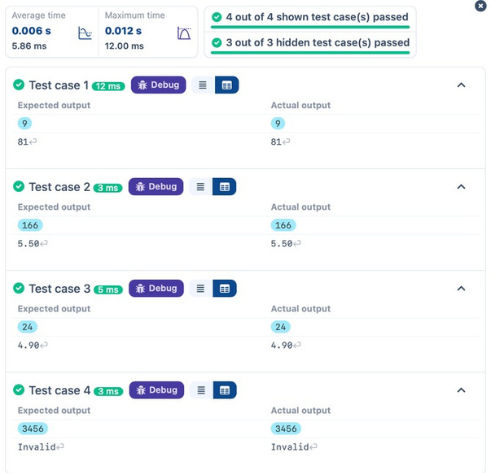 Average time
0.006 s
5.86 ms
Maximum time
0.012 s
12.00 ms
4 out of 4 shown test case(s) passed
3 out of 3 hidden test case(s) passed
Test case 1 12 ms Debug
Expected output Actual output
9 9
81↵ 81↵
Test case 2 3 ms Debug
Expected output Actual output
166 166
5.50↵ 5.50↵
Test case 3 5 ms Debug
Expected output Actual output
24 24
4.90↵ 4.90↵
Test case 4 3 ms Debug
Expected output Actual output
3456 3456
Invalid↵ Invalid↵